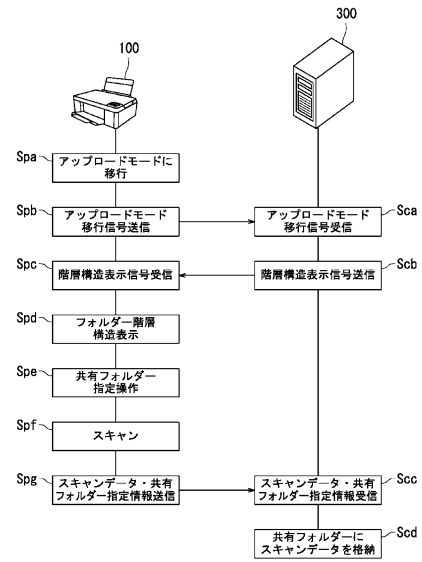 100
300
Spa
アップロードモードに
移行
Spb
アップロードモード
移行信号送信
アップロードモード
移行信号受信
Sca
Spc
階層構造表示信号受信
階層構造表示信号送信
Scb
Spd
フォルダー階層
構造表示
Spe
共有フォルダー
指定操作
Spf
スキャン
Spg
スキャンデータ・共有
フォルダー指定情報送信
スキャンデータ・共有
フォルダー指定情報受信
Scc
共有フォルダーに
スキャンデータを格納
Scd